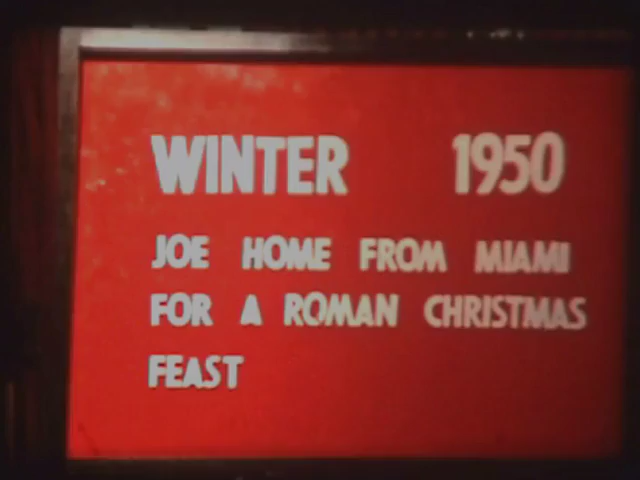 WINTER 1950
JOE HOME FROM MIAMI
FOR A ROMAN CHRISTMAS
FEAST